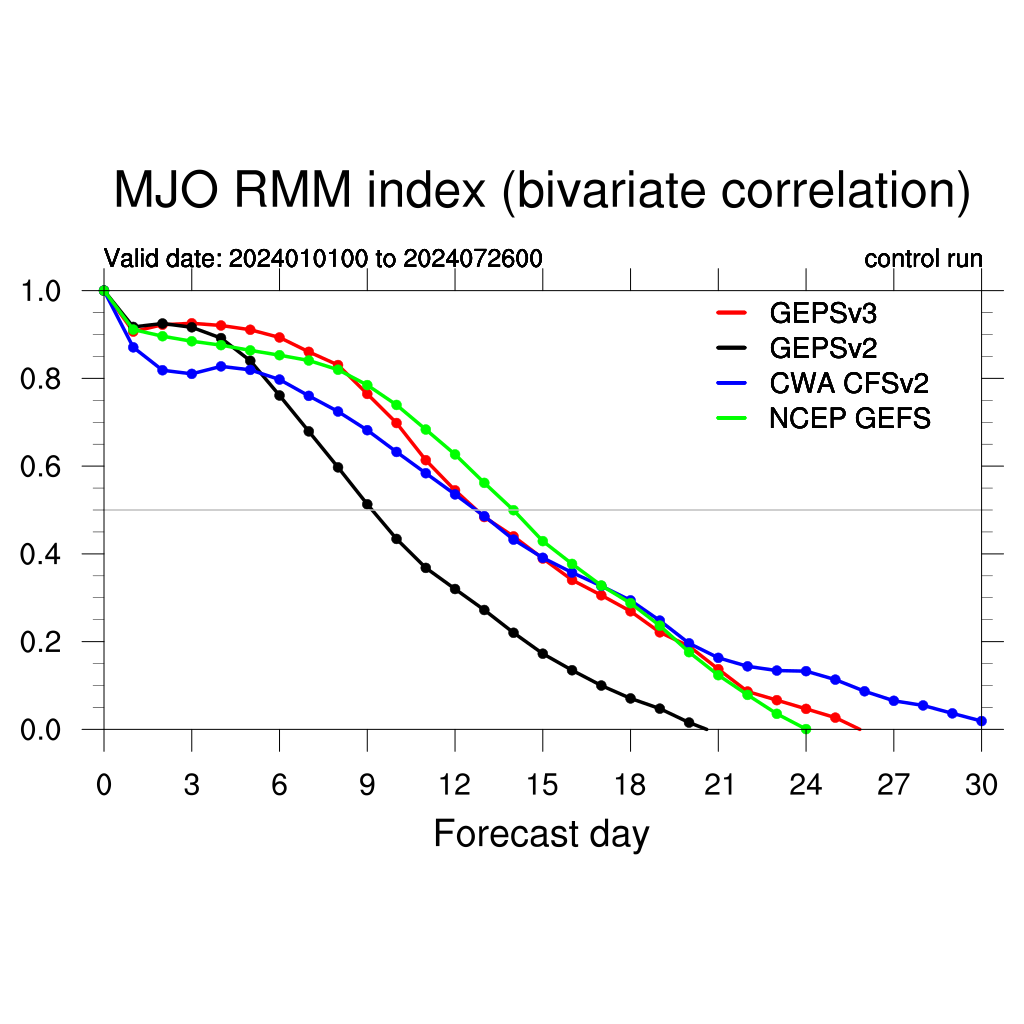 MJO RMM index (bivariate correlation)
Valid date: 2024010100 to 2024072600 control run
1.0
0.8
0.6
0.4
0.2
0.0
GEPSv3
GEPSv2
CWA CFSv2
NCEP GEFS
0 3 6 9 12 15 18 21 24 27 30
Forecast day